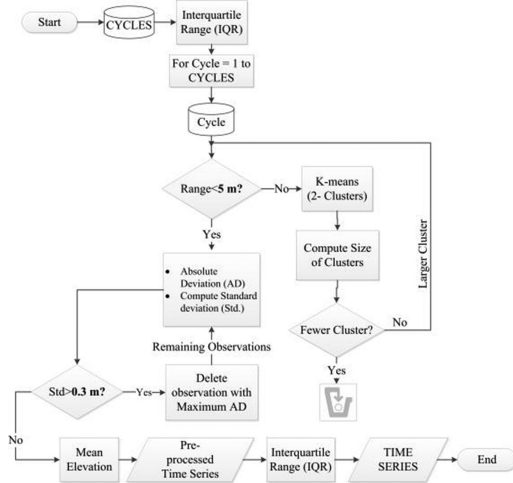 Start
CYCLES
Interquartile
Range (IQR)
For Cycle = 1 to
CYCLES
Cycle
Range<5 m?
No
K-means
(2- Clusters)
Yes
Compute Size
of Clusters
Larger Cluster
• Absolute
Deviation (AD)
• Compute Standard
deviation (Std.)
Fewer Cluster?
No
Yes
Remaining Observations
Std>0.3 m?
Yes
Delete
observation with
Maximum AD
No
Mean
Elevation
Pre-
processed
Time Series
Interquartile
Range (IQR)
TIME
SERIES
End